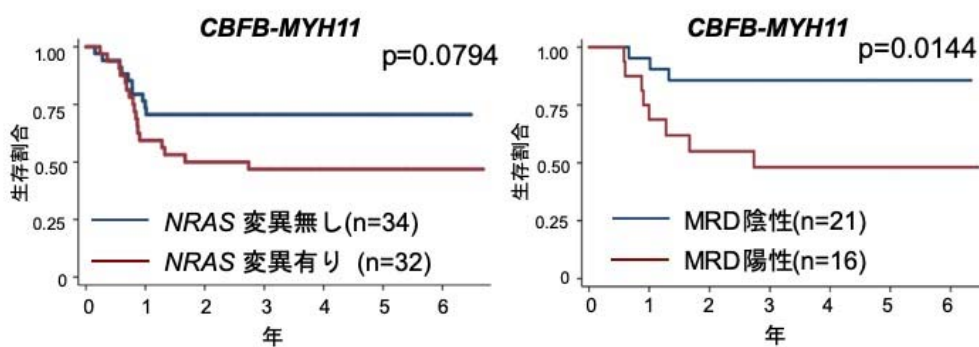 CBFB-MYH11
p=0.0794
1.00
0.75
0.50
0.25
0
生存割合
NRAS 変異無し(n=34)
NRAS 変異有り (n=32)
0 1 2 3 4 5 6
年
CBFB-MYH11
p=0.0144
1.00
0.75
0.50
0.25
0
生存割合
MRD陰性(n=21)
MRD陽性(n=16)
0 1 2 3 4 5 6
年